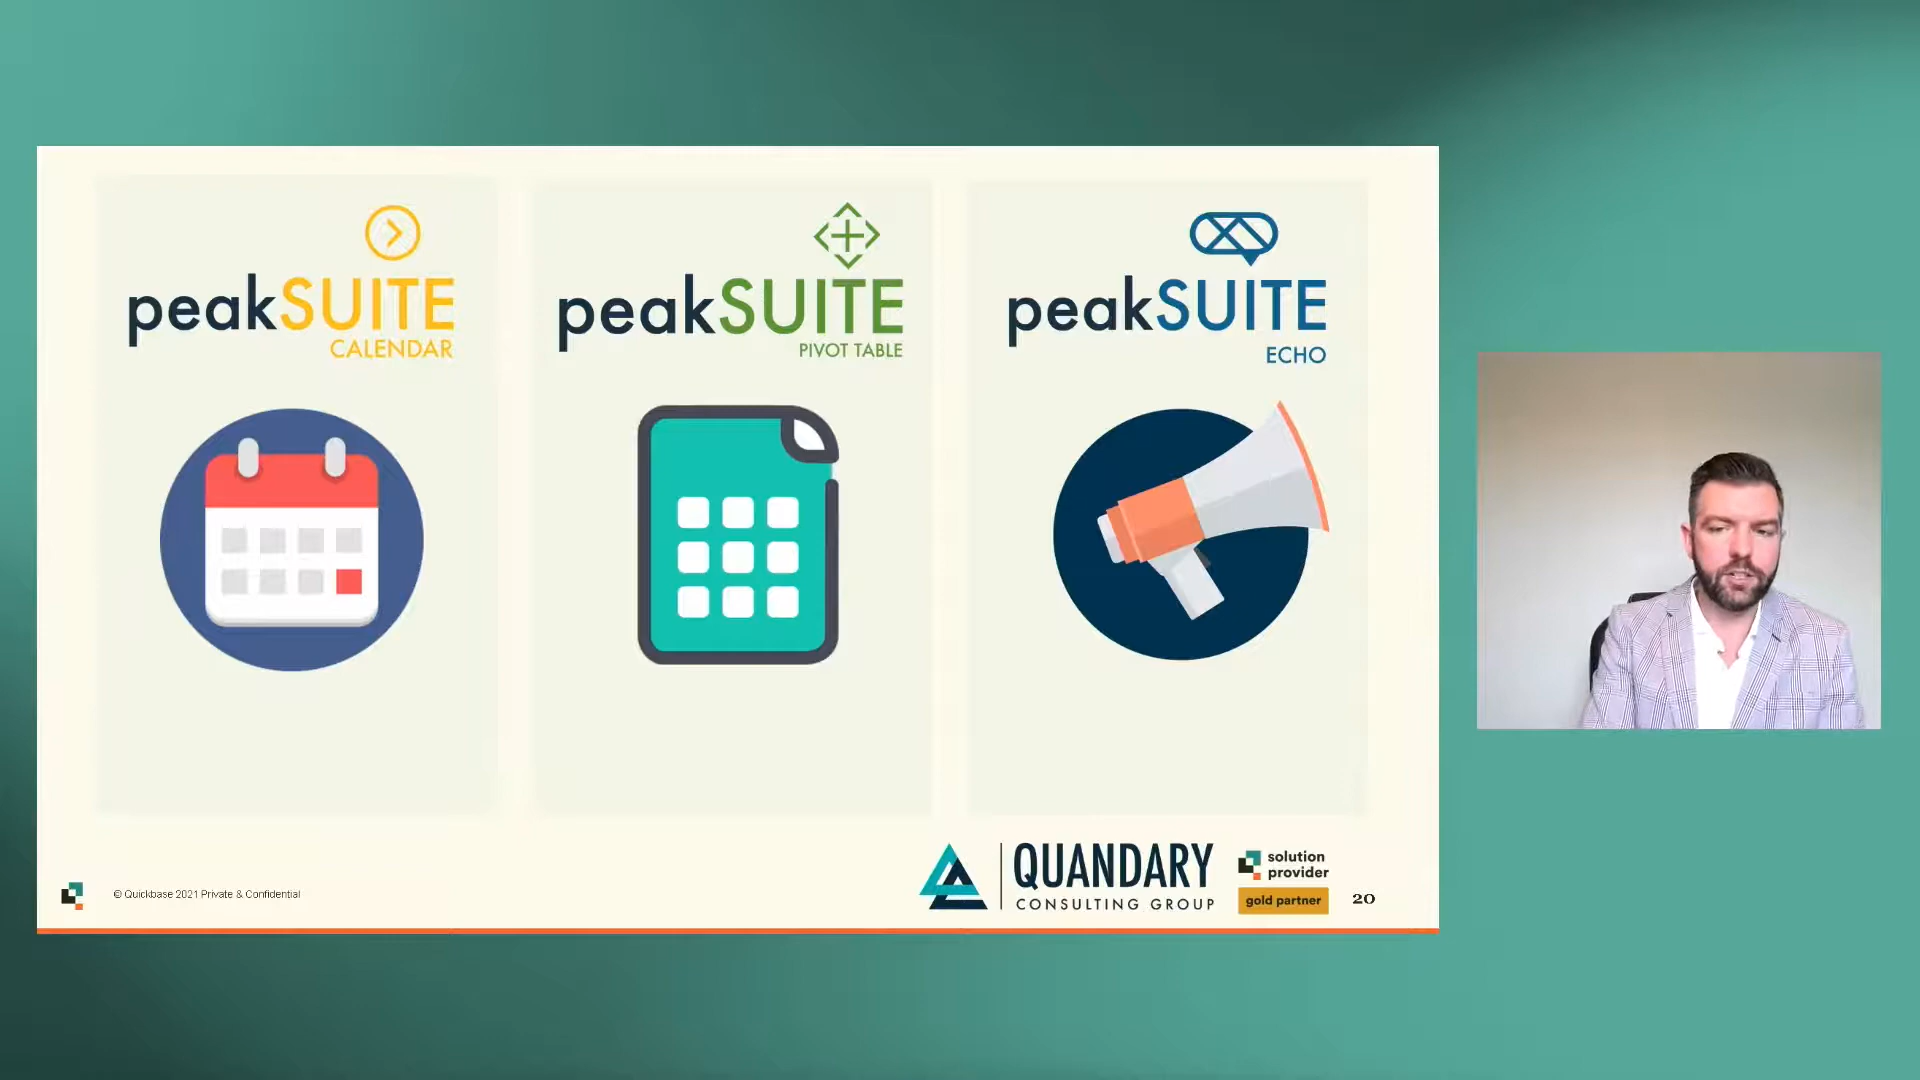 peakSUITE
CALENDAR
peakSUITE
PIVOT TABLE
peakSUITE
ECHO
© Quickbase 2021 Private & Confidential
QUANDARY
CONSULTING GROUP
solution
provider
gold partner
20